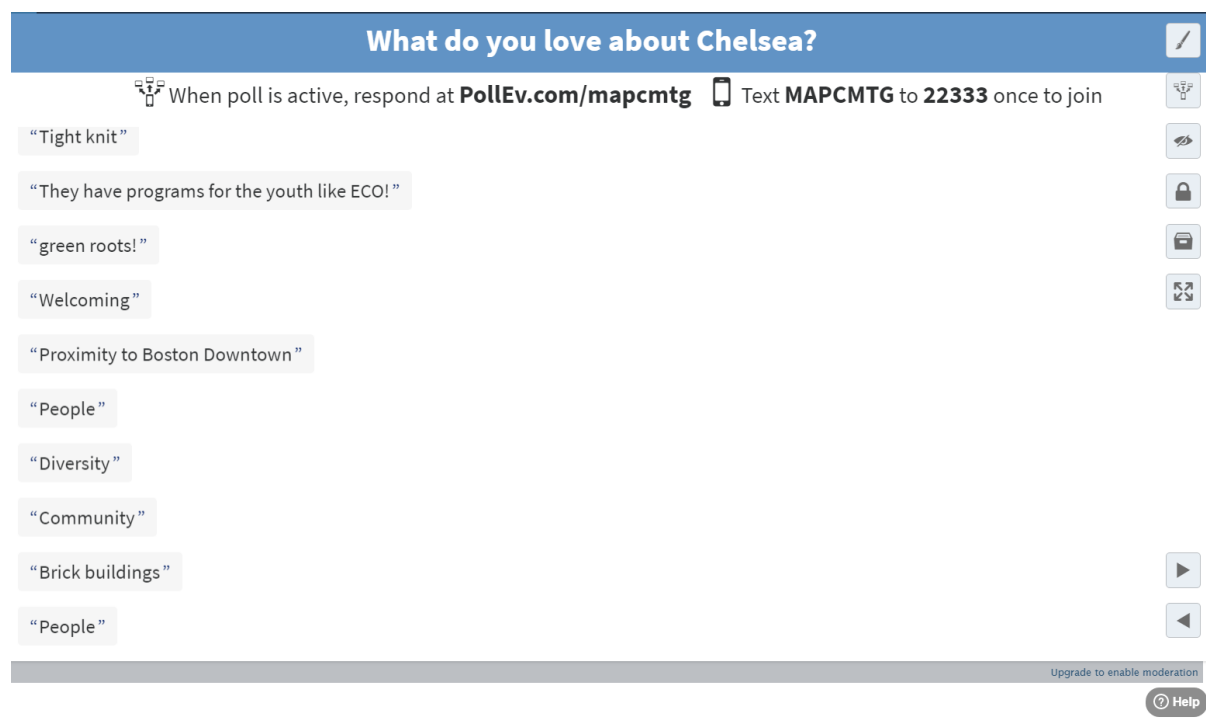 What do you love about Chelsea?
When poll is active, respond at PollEv.com/mapcmtg Text MAPCMTG to 22333 once to join
“Tight knit”
“They have programs for the youth like ECO!”
“green roots!”
“Welcoming”
“Proximity to Boston Downtown”
“People”
“Diversity”
“Community”
“Brick buildings”
“People”
Upgrade to enable moderation
Help